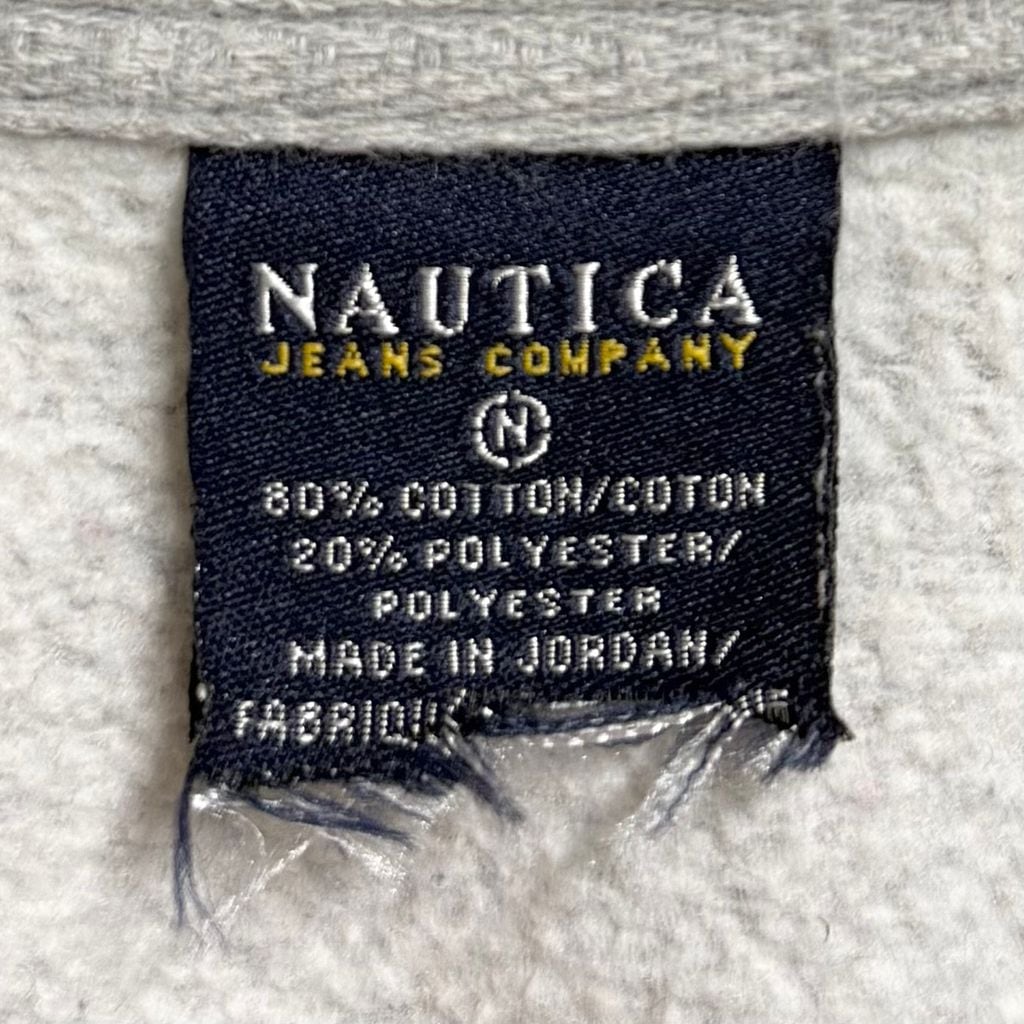 NAUTICA
JEANS COMPANY
N
80% COTTON/COTON
20% POLYESTER/
POLYESTER
MADE IN JORDAN/